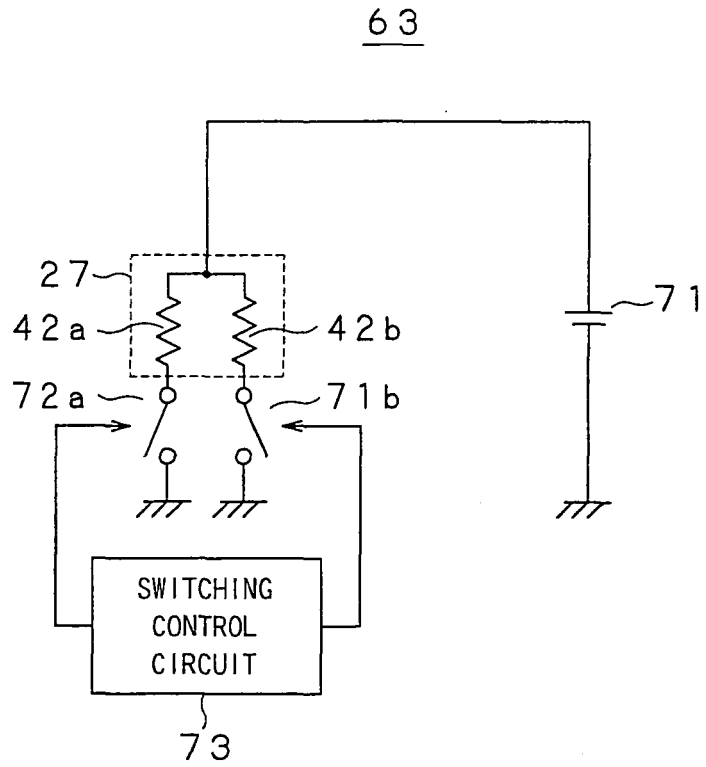 63
27
42a
42b
71
72a
71b
SWITCHING
CONTROL
CIRCUIT
73